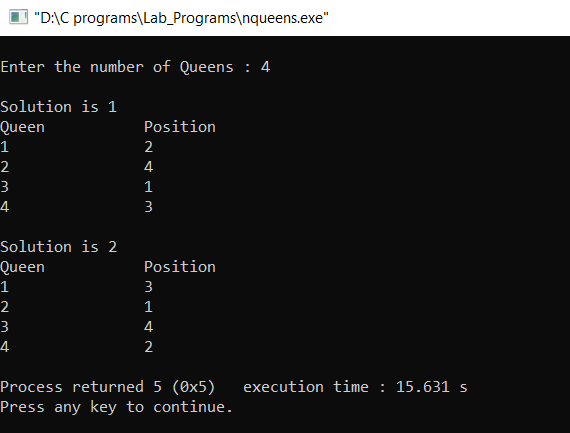 "D:\C programs\Lab_Programs\nqueens.exe"
Enter the number of Queens : 4
Solution is 1
Queen Position
1 2
2 4
3 1
4 3
Solution is 2
Queen Position
1 3
2 1
3 4
4 2
Process returned 5 (0x5) execution time : 15.631 s
Press any key to continue.